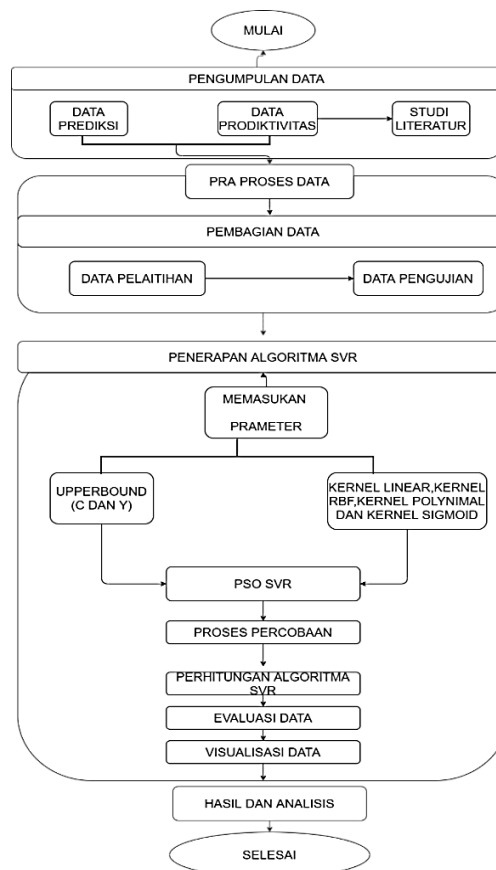 MULAI
PENGUMPULAN DATA
DATA
PREDIKSI
DATA
PRODIKTIVITAS
STUDI
LITERATUR
PRA PROSES DATA
PEMBAGIAN DATA
DATA PELAITIHAN
DATA PENGUJIAN
PENERAPAN ALGORITMA SVR
MEMASUKAN
PRAMETER
UPPERBOUND
(C DAN Y)
KERNEL LINEAR,KERNEL
RBF,KERNEL POLYNIMAL
DAN KERNEL SIGMOID
PSO SVR
PROSES PERCOBAAN
PERHITUNGAN ALGORITMA
SVR
EVALUASI DATA
VISUALISASI DATA
HASIL DAN ANALISIS
SELESAI